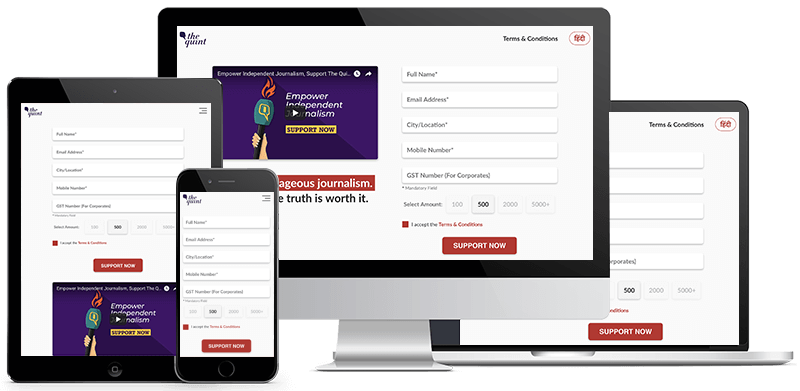 the
quint
Terms & Conditions
हिंदी
Empower Independent Journalism, Support The Qui...
Empower
Independent
Journalism
SUPPORT NOW
ageous journalism.
e truth is worth it.
Full Name*
Email Address*
City/Location*
Mobile Number*
GST Number (For Corporates)
* Mandatory Field
Select Amount:
100
500
2000
5000+
I accept the Terms & Conditions
SUPPORT NOW
the
quint
Full Name*
Email Address*
City/Location*
Mobile Number*
GST Number (For Corporates)
* Mandatory Field
Select Amount:
100
500
2000
5000+
I accept the Terms & Conditions
SUPPORT NOW
Empower Independent Journalism, Support The Q...
Empower
Independent
Journalism
SUPPORT NOW
the
quint
Full Name*
Email Address*
City/Location*
Mobile Number*
GST Number (For Corporates)
* Mandatory Field
100
500
2000
5000+
I accept the Terms & Conditions
SUPPORT NOW
Terms & Conditions
हिंदी
orporates)
500
2000
5000+
nditions
SUPPORT NOW